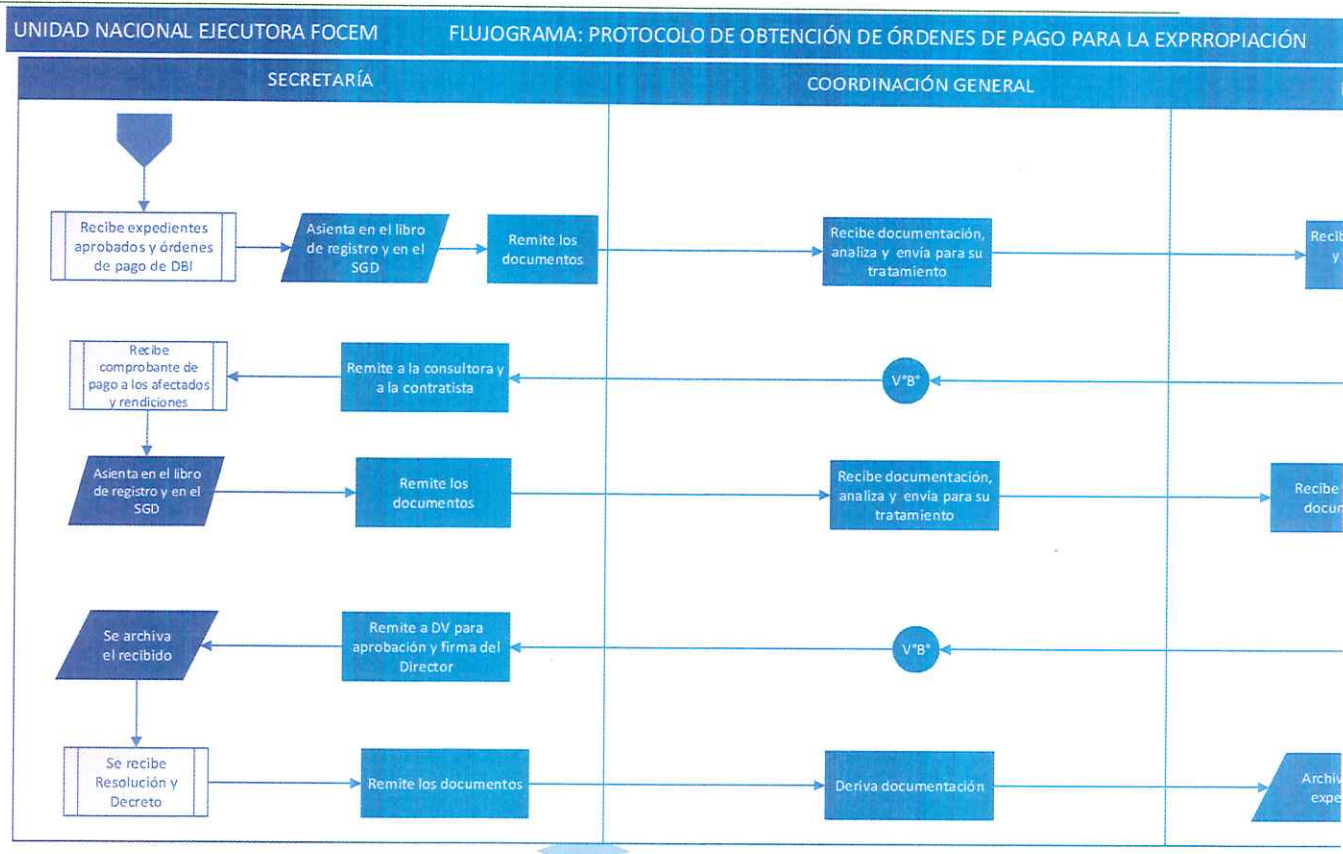 UNIDAD NACIONAL EJECUTORA FOCEM
FLUJOGRAMA: PROTOCOLO DE OBTENCIÓN DE ÓRDENES DE PAGO PARA LA EXPRROPIACIÓN
SECRETARÍA
COORDINACIÓN GENERAL
Recibe expedientes
aprobados y órdenes
de pago de DBI
Asienta en el libro
de registro y en el
SGD
Remite los
documentos
Recibe documentación,
analiza y envía para su
tratamiento
Recib
y
Recibe
comprobante de
pago a los afectados
y rendiciones
Remite a la consultora y
a la contratista
V°B°
Asienta en el libro
de registro y en el
SGD
Remite los
documentos
Recibe documentación,
analiza y envía para su
tratamiento
Recibe
docum
Se archiva
el recibido
Remite a DV para
aprobación y firma del
Director
V°B°
Se recibe
Resolución y
Decreto
Remite los documentos
Deriva documentación
Archiv
expe